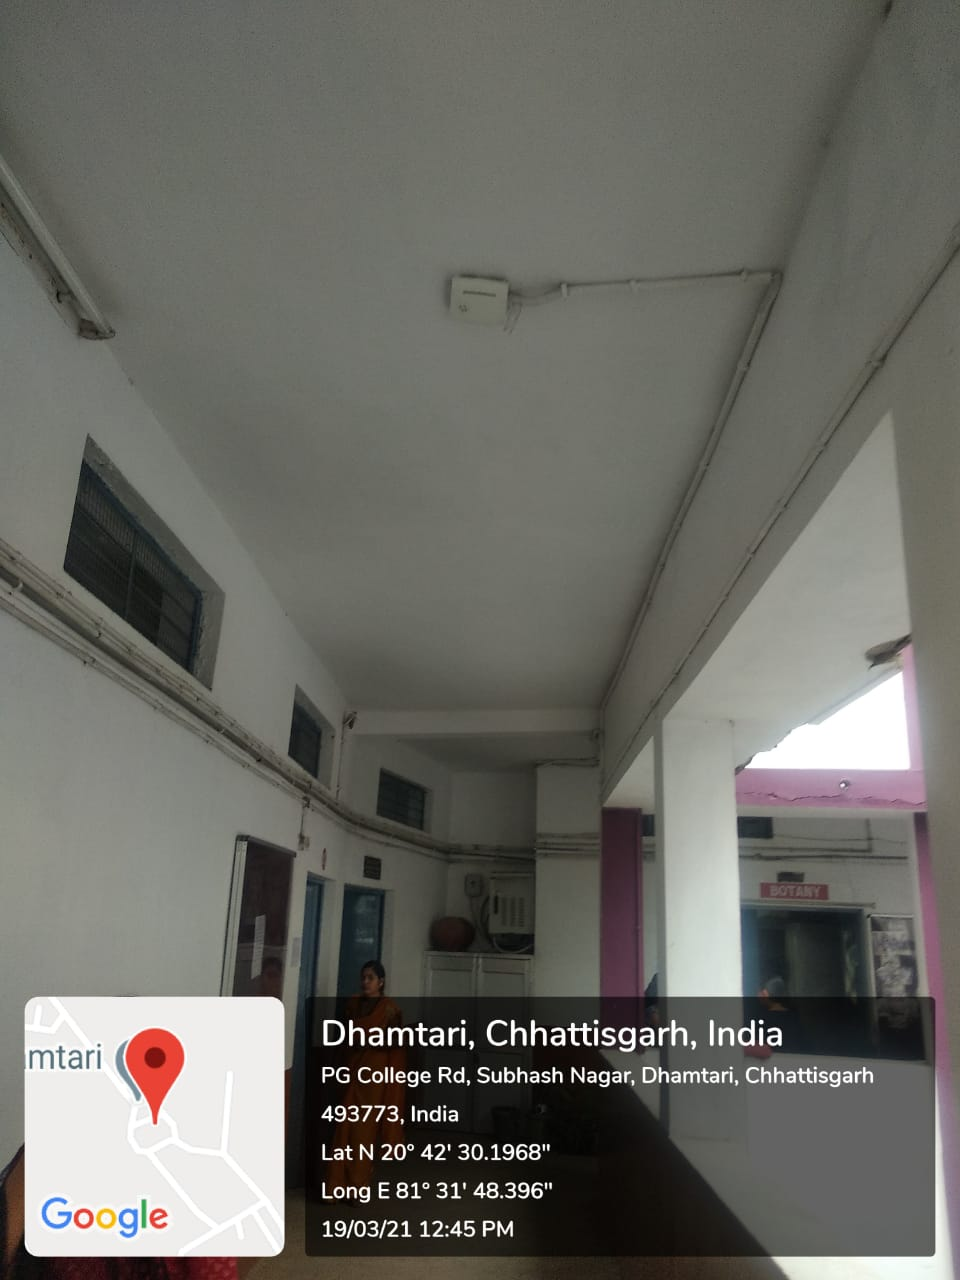 BOTANY
mtari
Google
Dhamtari, Chhattisgarh, India
PG College Rd, Subhash Nagar, Dhamtari, Chhattisgarh
493773, India
Lat N 20° 42' 30.1968"
Long E 81° 31' 48.396"
19/03/21 12:45 PM